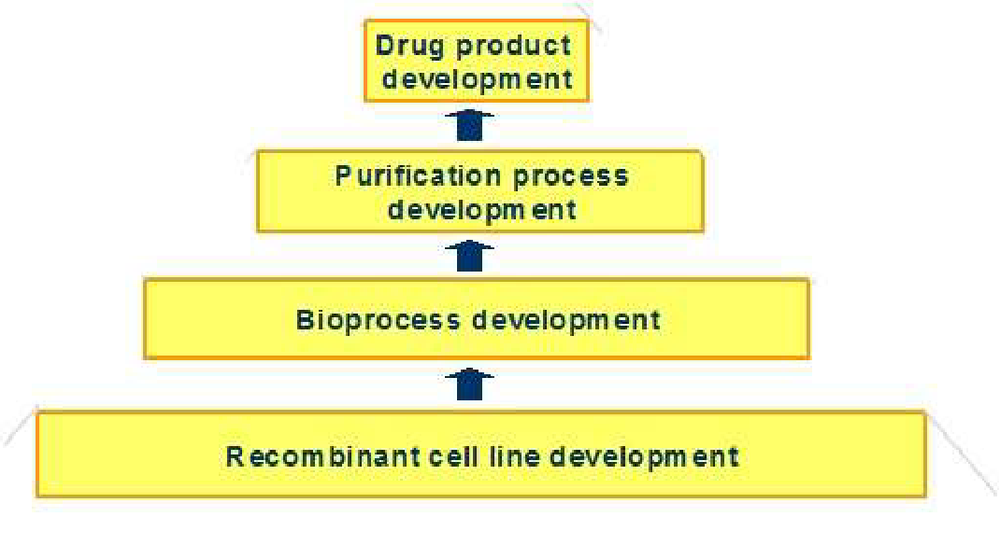 Drug product
development
Purification process
development
Bioprocess development
Recombinant cell line development